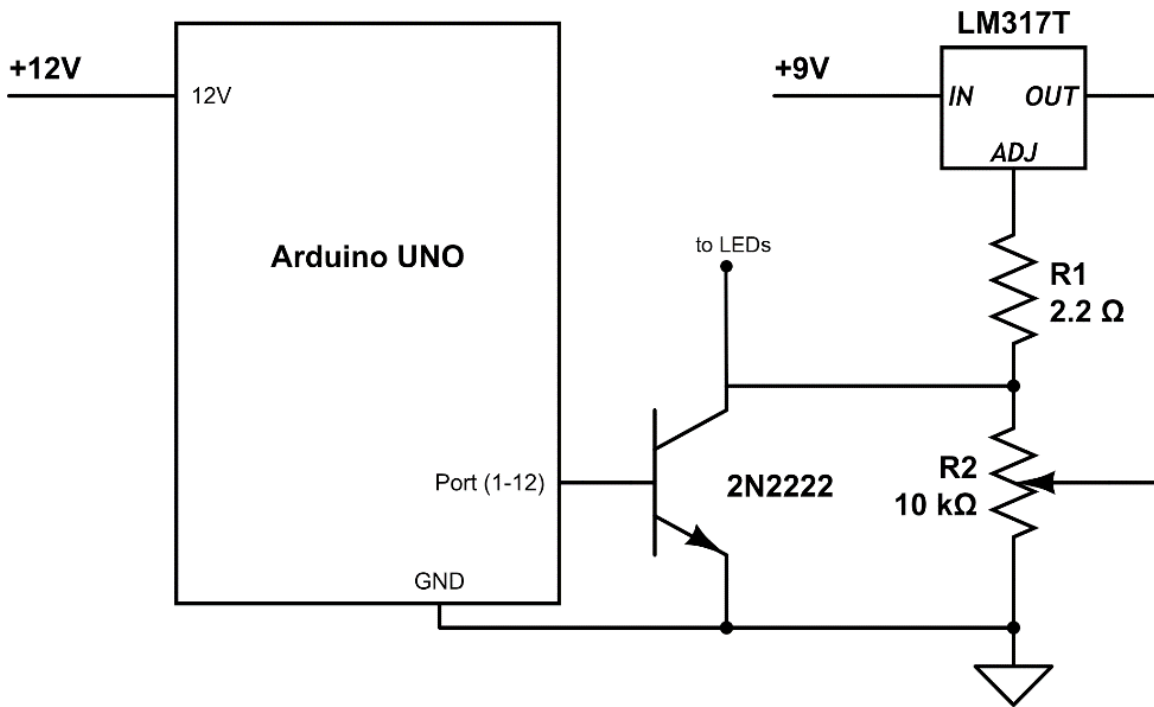 LM317T
+12V
+9V
12V
IN
OUT
ADJ
Arduino UNO
to LEDs
R1
2.2 Ω
Port (1-12)
2N2222
R2
10 kΩ
GND